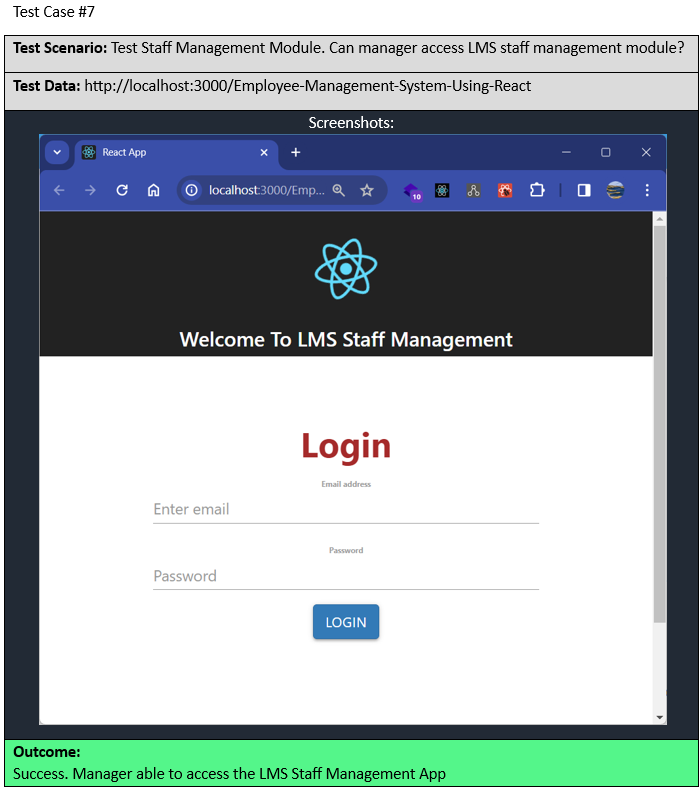 Test Case #7
Test Scenario: Test Staff Management Module. Can manager access LMS staff management module?
Test Data: http://localhost:3000/Employee-Management-System-Using-React
Screenshots:
React App
localhost:3000/Emp...
10
Welcome To LMS Staff Management
Login
Email address
Enter email
Password
Password
LOGIN
Outcome:
Success. Manager able to access the LMS Staff Management App